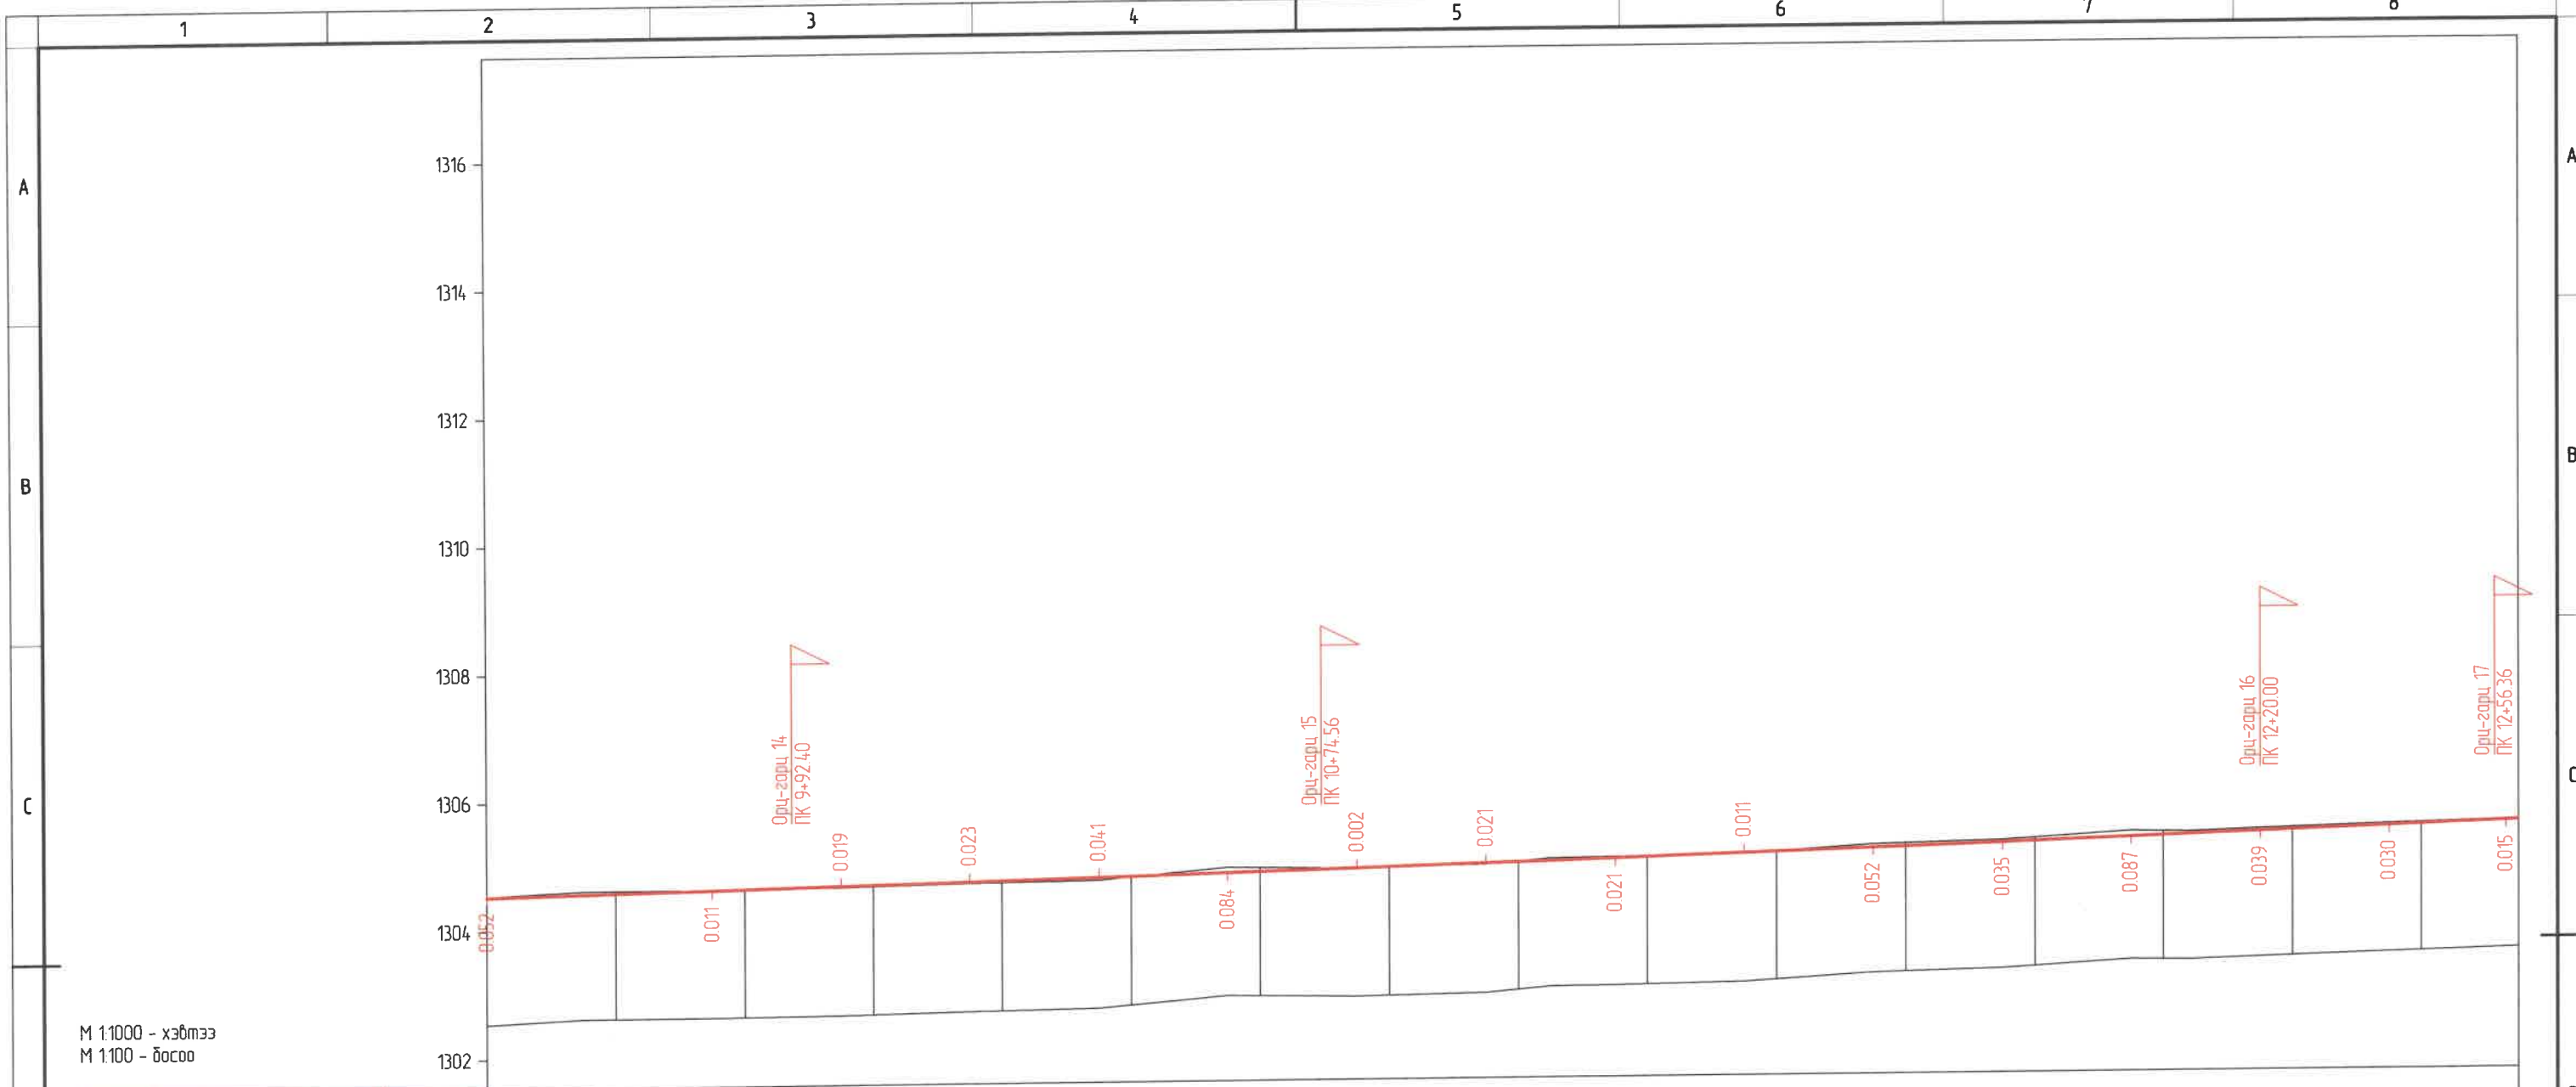 1 2 3 4 5 6 7 8
A A
1316
1314
1312
B B
1310
1308
1306
C C
1304
1302
Орц-гарц 14
ПК 9+92.40
Орц-гарц 15
ПК 10+74.56
Орц-гарц 16
ПК 12+20.00
Орц-гарц 17
ПК 12+56.36
0.052
0.011
0.019
0.023
0.041
0.084
0.002
0.021
0.021
0.011
0.052
0.035
0.087
0.039
0.030
0.015
М 1:1000 - хэвтээ
М 1:100 - босоо